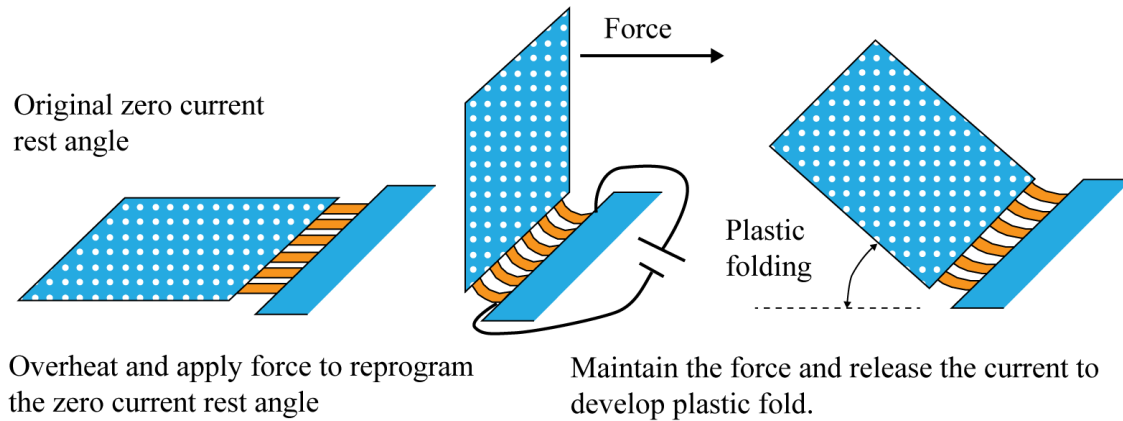 Force
Original zero current
rest angle
Plastic
folding
Overheat and apply force to reprogram
the zero current rest angle
Maintain the force and release the current to
develop plastic fold.